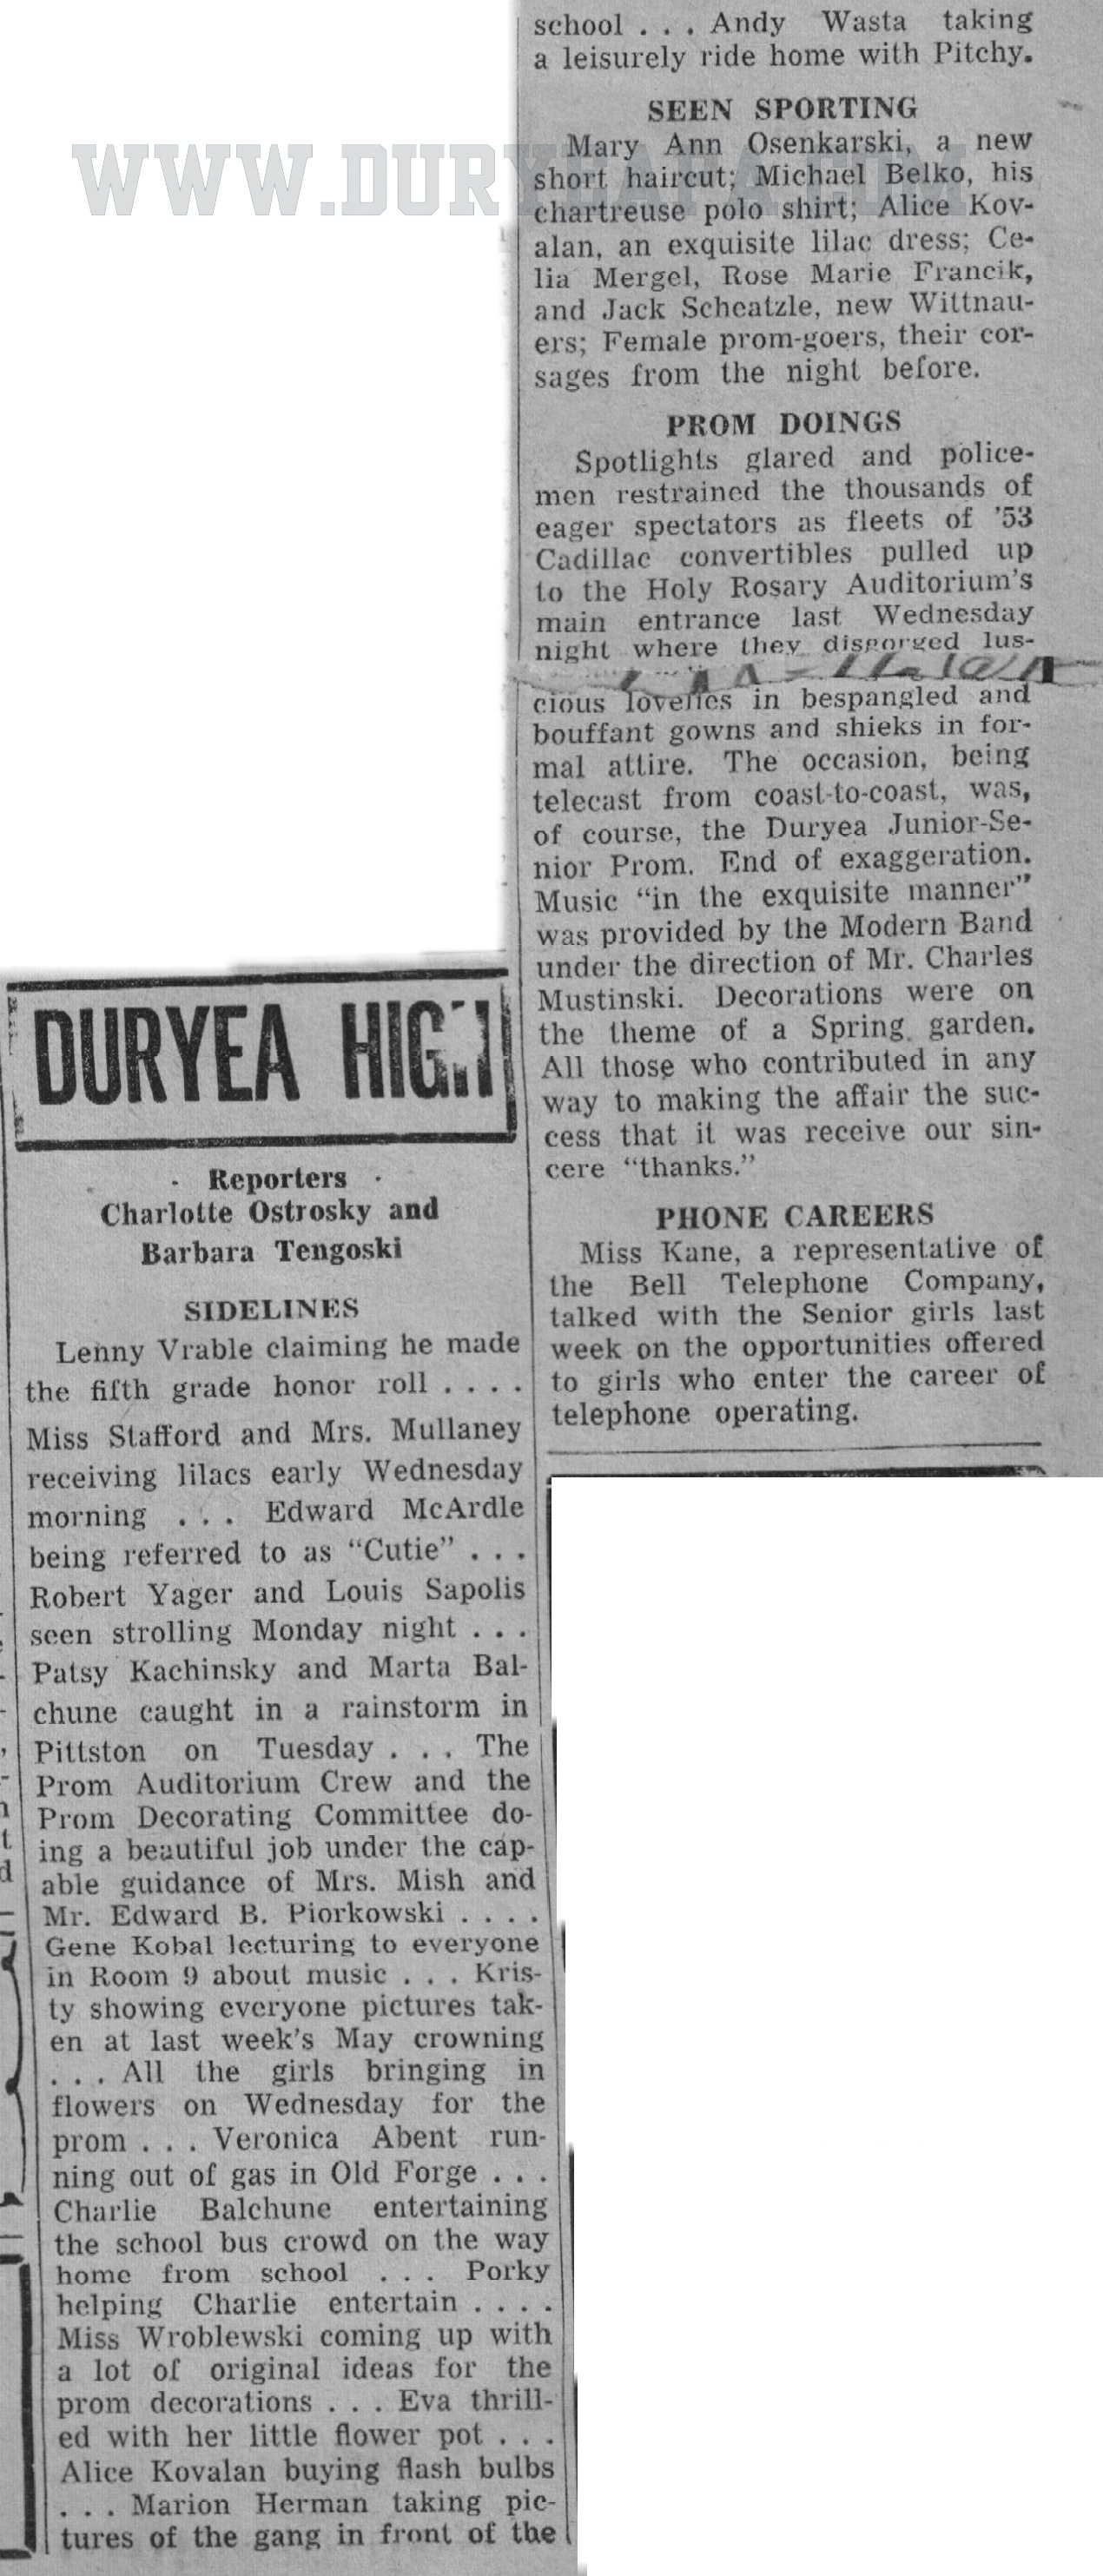 WWW.DURYEA
DURYEA HIGH
Reporters
Charlotte Ostrosky and
Barbara Tengoski
SIDELINES
Lenny Vrable claiming he made
the fifth grade honor roll . . . .
Miss Stafford and Mrs. Mullaney
receiving lilacs early Wednesday
morning . . . Edward McArdle
being referred to as “Cutie” . . .
Robert Yager and Louis Sapolis
seen strolling Monday night . . .
Patsy Kachinsky and Marta Bal-
chune caught in a rainstorm in
Pittston on Tuesday . . . The
Prom Auditorium Crew and the
Prom Decorating Committee do-
ing a beautiful job under the cap-
able guidance of Mrs. Mish and
Mr. Edward B. Piorkowski . . . .
Gene Kobal lecturing to everyone
in Room 9 about music . . . Kris-
ty showing everyone pictures tak-
en at last week's May crowning
. . . All the girls bringing in
flowers on Wednesday for the
prom . . . Veronica Abent run-
ning out of gas in Old Forge . . .
Charlie Balchune entertaining
the school bus crowd on the way
home from school . . . Porky
helping Charlie entertain . . . .
Miss Wroblewski coming up with
a lot of original ideas for the
prom decorations . . . Eva thrill-
ed with her little flower pot . . .
Alice Kovalan buying flash bulbs
. . . Marion Herman taking pic-
tures of the gang in front of the
school . . . Andy Wasta taking
a leisurely ride home with Pitchy.
SEEN SPORTING
Mary Ann Osenkarski, a new
short haircut; Michael Belko, his
chartreuse polo shirt; Alice Kov-
alan, an exquisite lilac dress; Ce-
lia Mergel, Rose Marie Francik,
and Jack Scheatzle, new Wittnau-
ers; Female prom-goers, their cor-
sages from the night before.
PROM DOINGS
Spotlights glared and police-
men restrained the thousands of
eager spectators as fleets of '53
Cadillac convertibles pulled up
to the Holy Rosary Auditorium's
main entrance last Wednesday
night where they disgorged lus-
cious lovelies in bespangled and
bouffant gowns and shieks in for-
mal attire. The occasion, being
telecast from coast-to-coast, was,
of course, the Duryea Junior-Se-
nior Prom. End of exaggeration.
Music “in the exquisite manner”
was provided by the Modern Band
under the direction of Mr. Charles
Mustinski. Decorations were on
the theme of a Spring garden.
All those who contributed in any
way to making the affair the suc-
cess that it was receive our sin-
cere “thanks.”
PHONE CAREERS
Miss Kane, a representative of
the Bell Telephone Company,
talked with the Senior girls last
week on the opportunities offered
to girls who enter the career of
telephone operating.